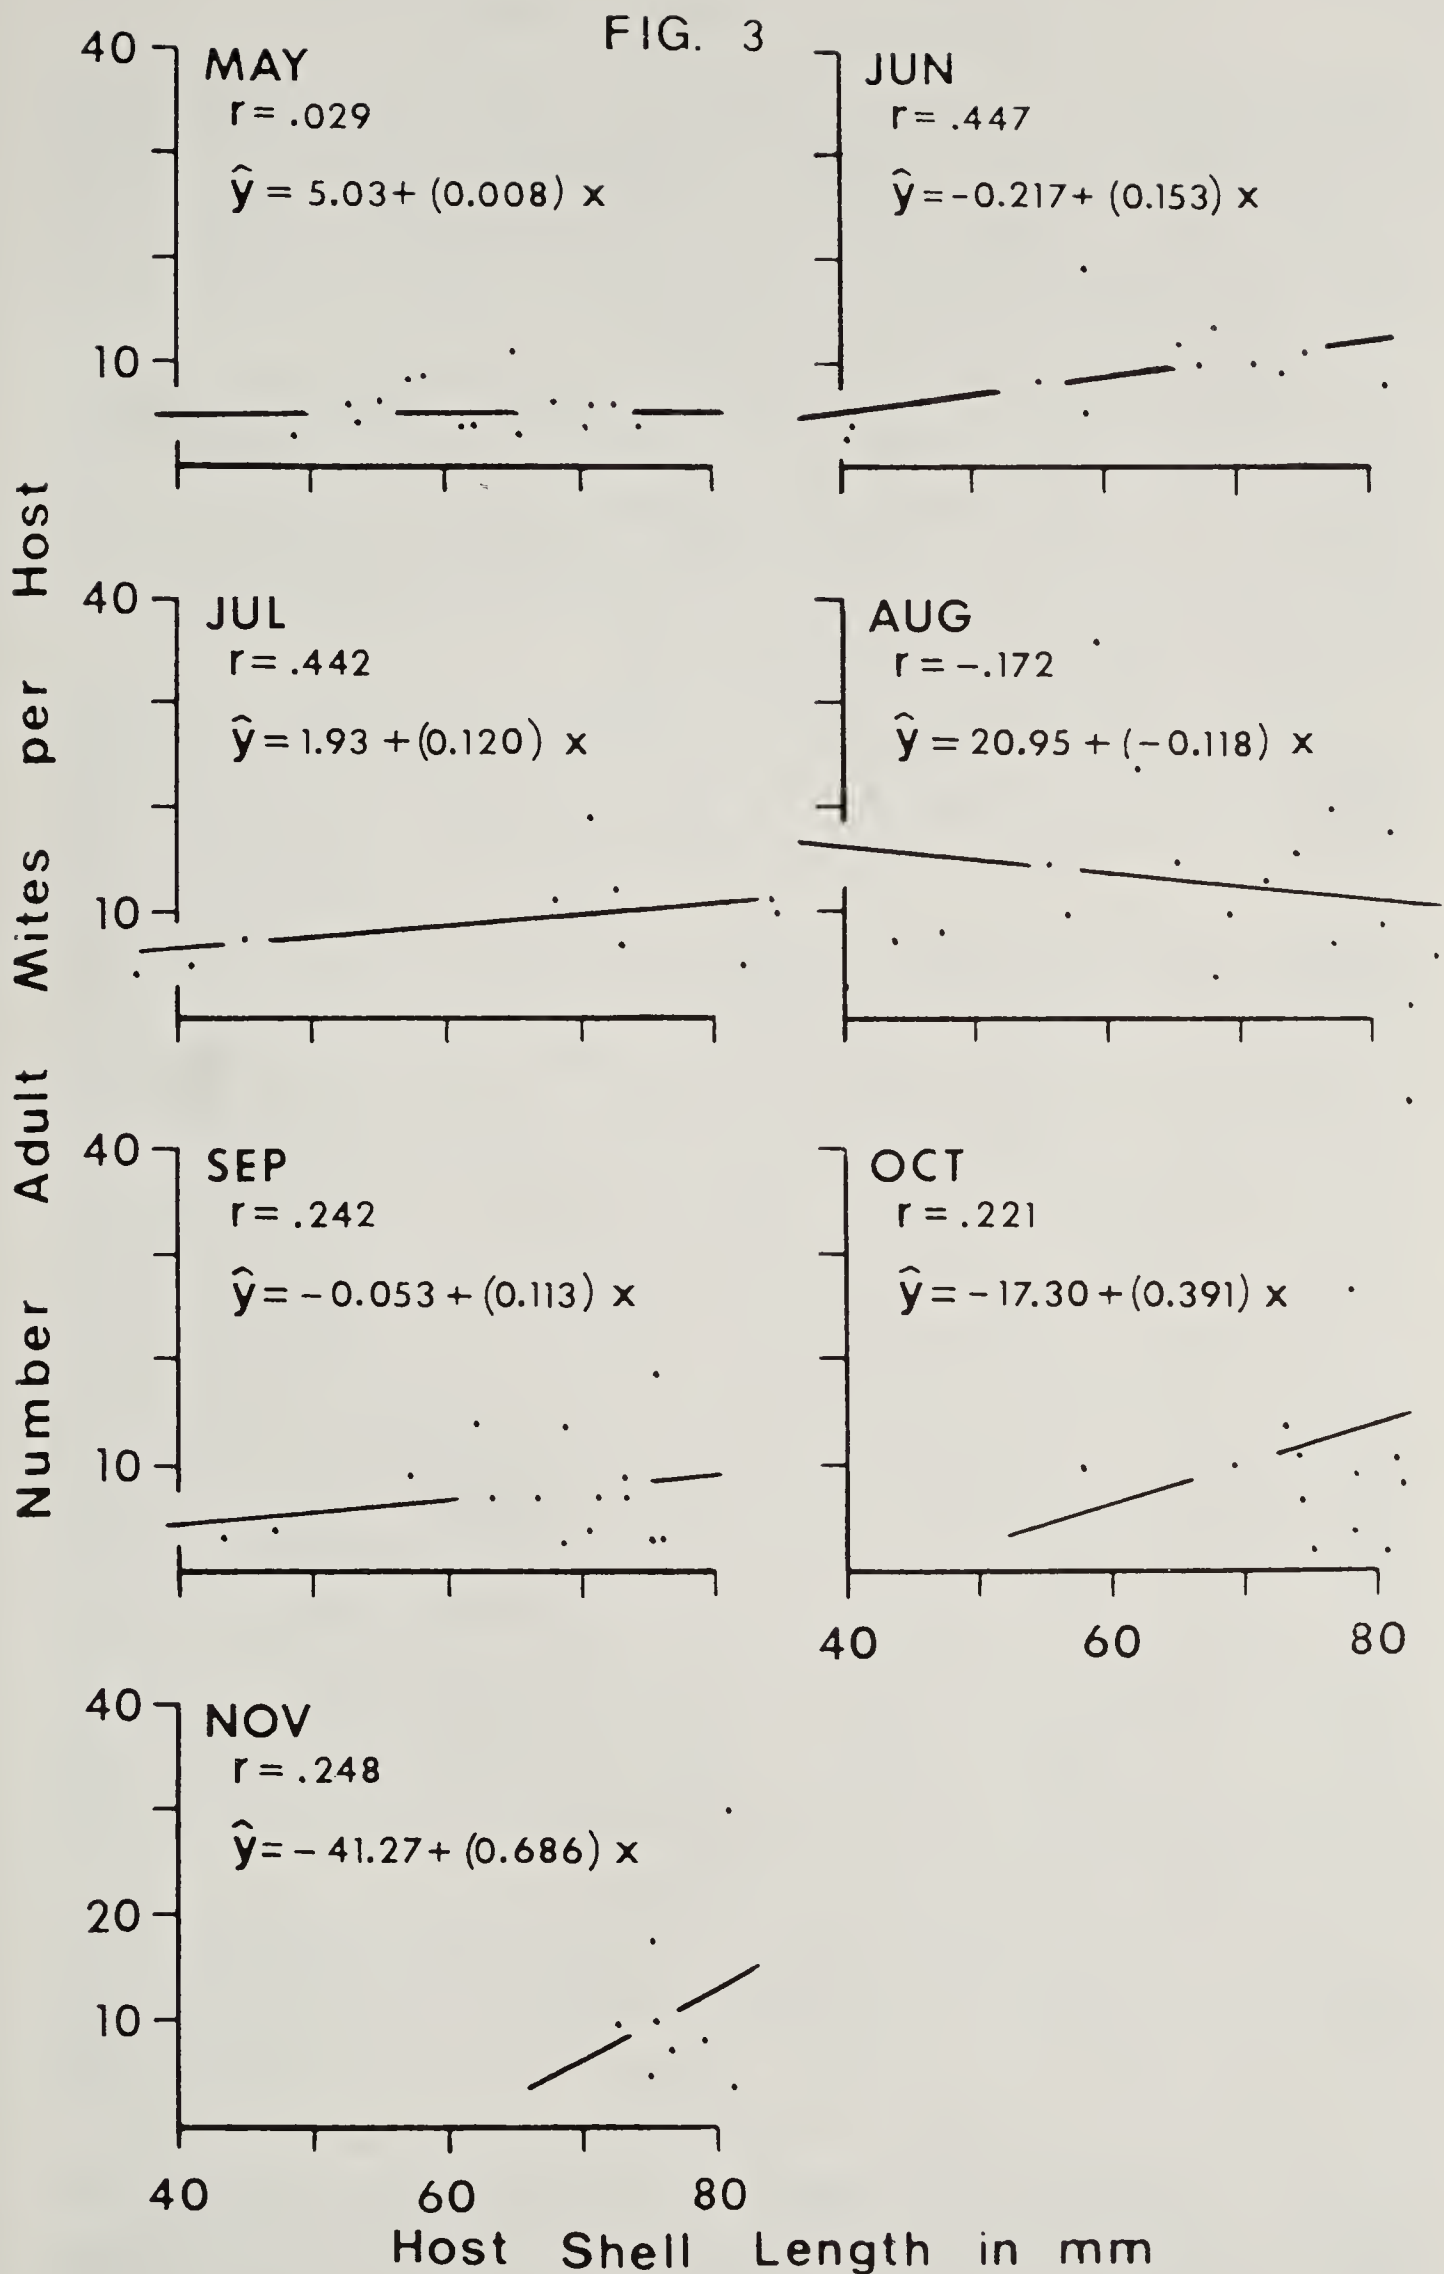 FIG. 3
40
MAY
r = .029
ŷ = 5.03 + (0.008) x
10
JUN
r = .447
ŷ = -0.217 + (0.153) x
40
JUL
r = .442
ŷ = 1.93 + (0.120) x
10
AUG
r = -.172
ŷ = 20.95 + (-0.118) x
40
SEP
r = .242
ŷ = -0.053 + (0.113) x
10
OCT
r = .221
ŷ = -17.30 + (0.391) x
40 60 80
40
NOV
r = .248
ŷ = -41.27 + (0.686) x
20
10
40 60 80
Number Adult Mites per Host
Host Shell Length in mm